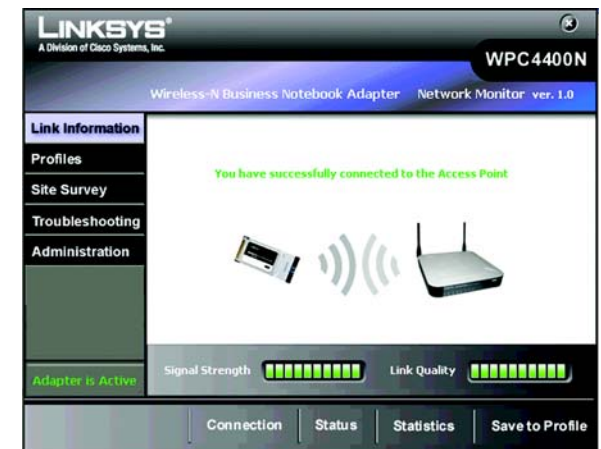 LINKSYS®
A Division of Cisco Systems, Inc.
WPC4400N
Wireless-N Business Notebook Adapter Network Monitor ver. 1.0
Link Information
Profiles
Site Survey
Troubleshooting
Administration
You have successfully connected to the Access Point
Adapter is Active
Signal Strength
Link Quality
Connection
Status
Statistics
Save to Profile